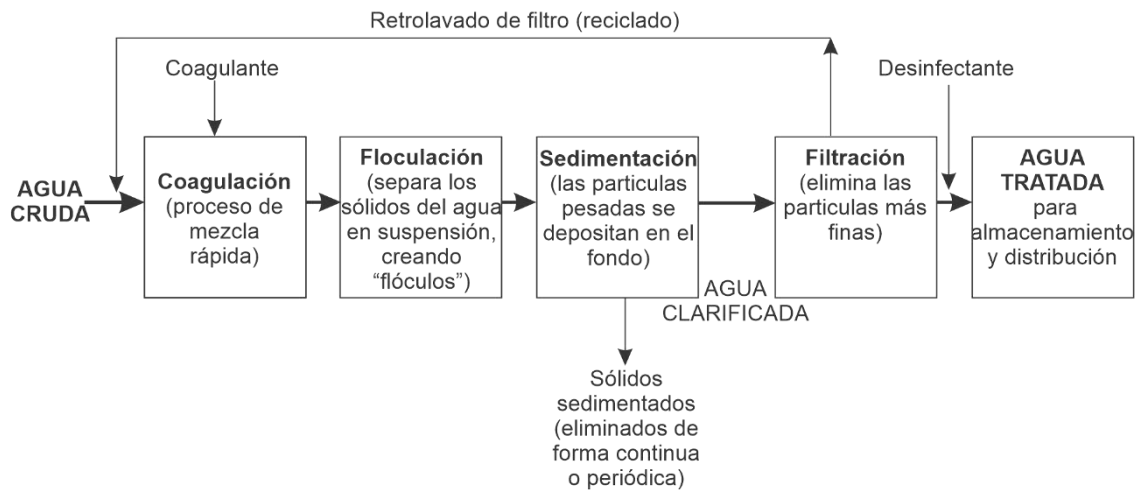 Retrolavado de filtro (reciclado)
Coagulante
Desinfectante
AGUA
CRUDA
Coagulación
(proceso de
mezcla
rápida)
Floculación
(separa los
sólidos del agua
en suspensión,
creando
“flóculos”)
Sedimentación
(las particulas
pesadas se
depositan en el
fondo)
AGUA
CLARIFICADA
Filtración
(elimina las
particulas más
finas)
AGUA
TRATADA
para
almacenamiento
y distribución
Sólidos
sedimentados
(eliminados de
forma continua
o periódica)